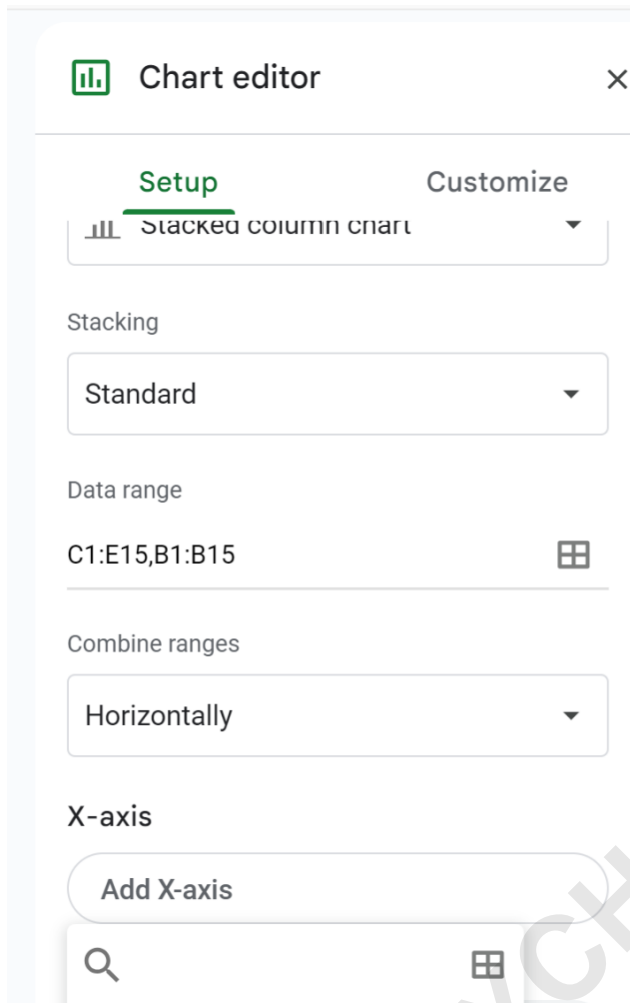 Chart editor
Setup Customize
Stacked column chart
Stacking
Standard
Data range
C1:E15,B1:B15
Combine ranges
Horizontally
X-axis
Add X-axis